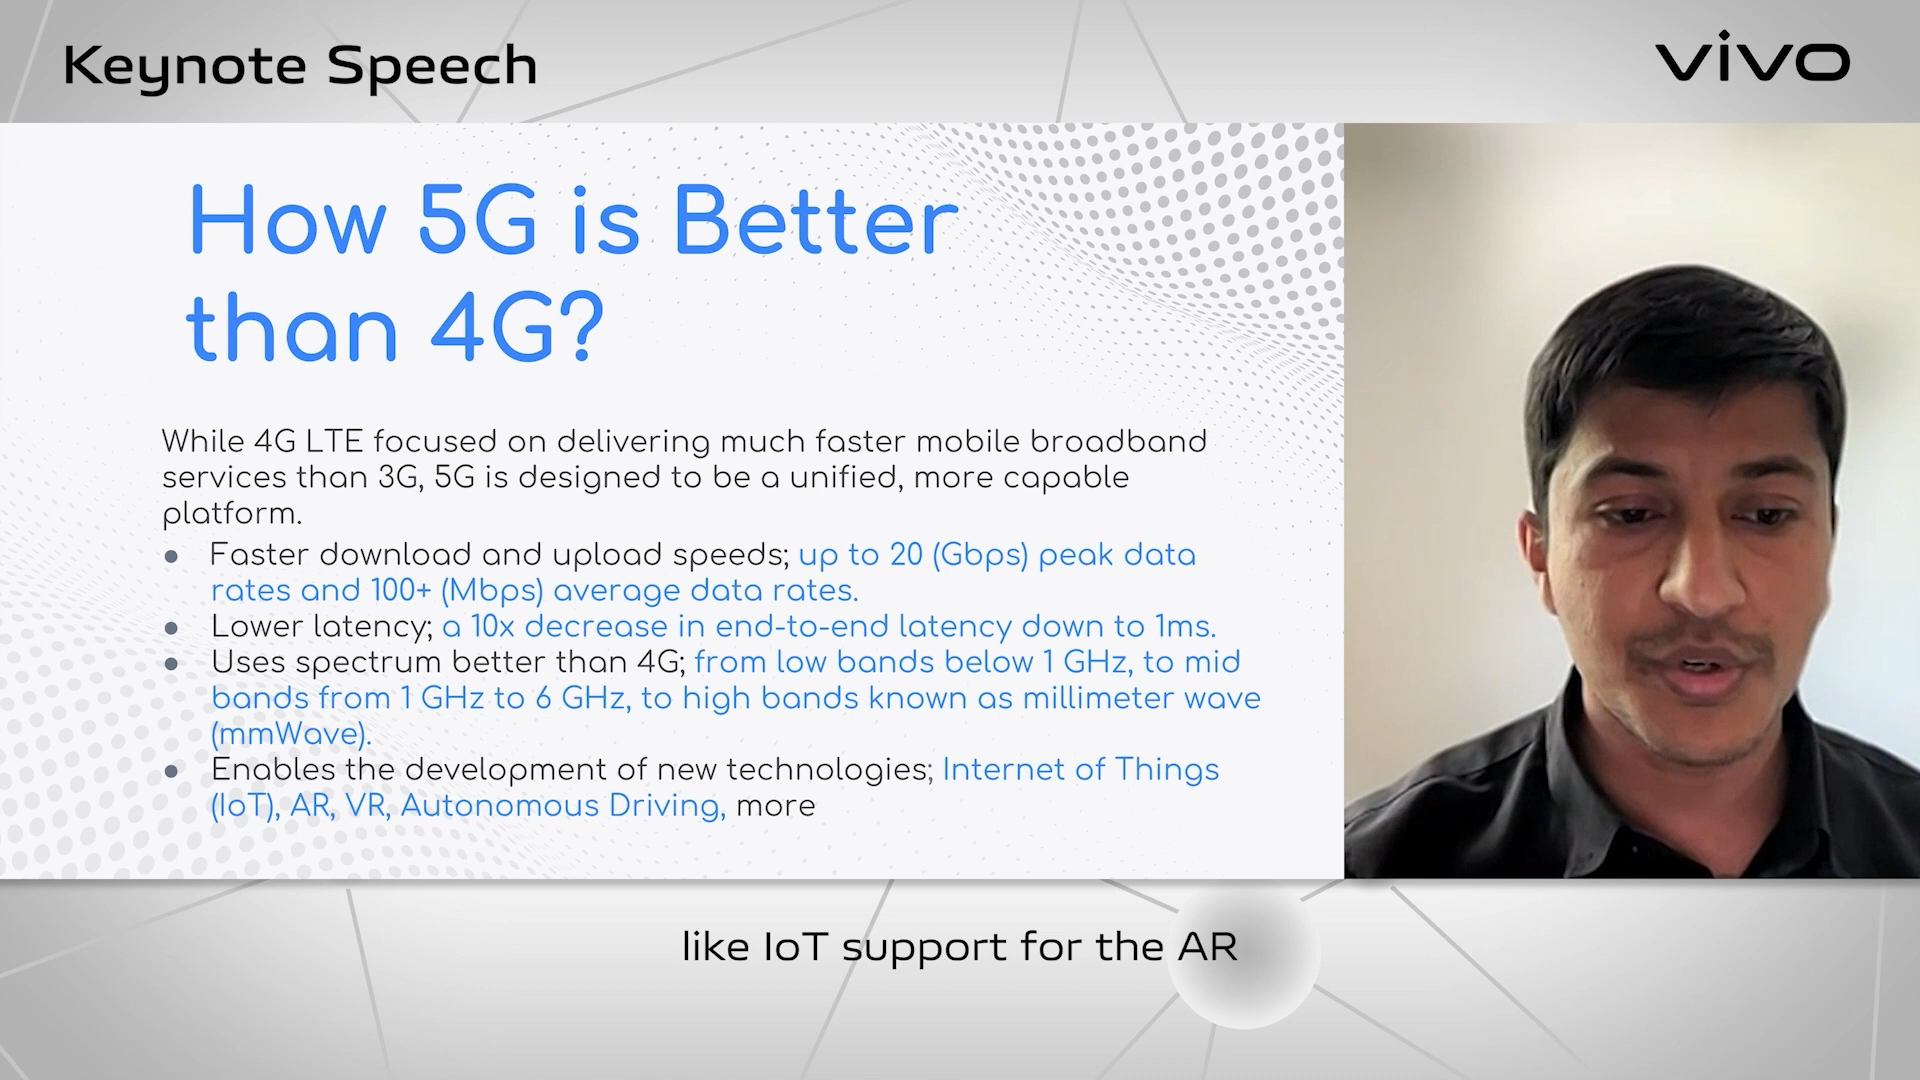 Keynote Speech
vivo
How 5G is Better
than 4G?
While 4G LTE focused on delivering much faster mobile broadband
services than 3G, 5G is designed to be a unified, more capable
platform.
● Faster download and upload speeds; up to 20 (Gbps) peak data
rates and 100+ (Mbps) average data rates.
● Lower latency; a 10x decrease in end-to-end latency down to 1ms.
● Uses spectrum better than 4G; from low bands below 1 GHz, to mid
bands from 1 GHz to 6 GHz, to high bands known as millimeter wave
(mmWave).
● Enables the development of new technologies; Internet of Things
(IoT), AR, VR, Autonomous Driving, more
like IoT support for the AR